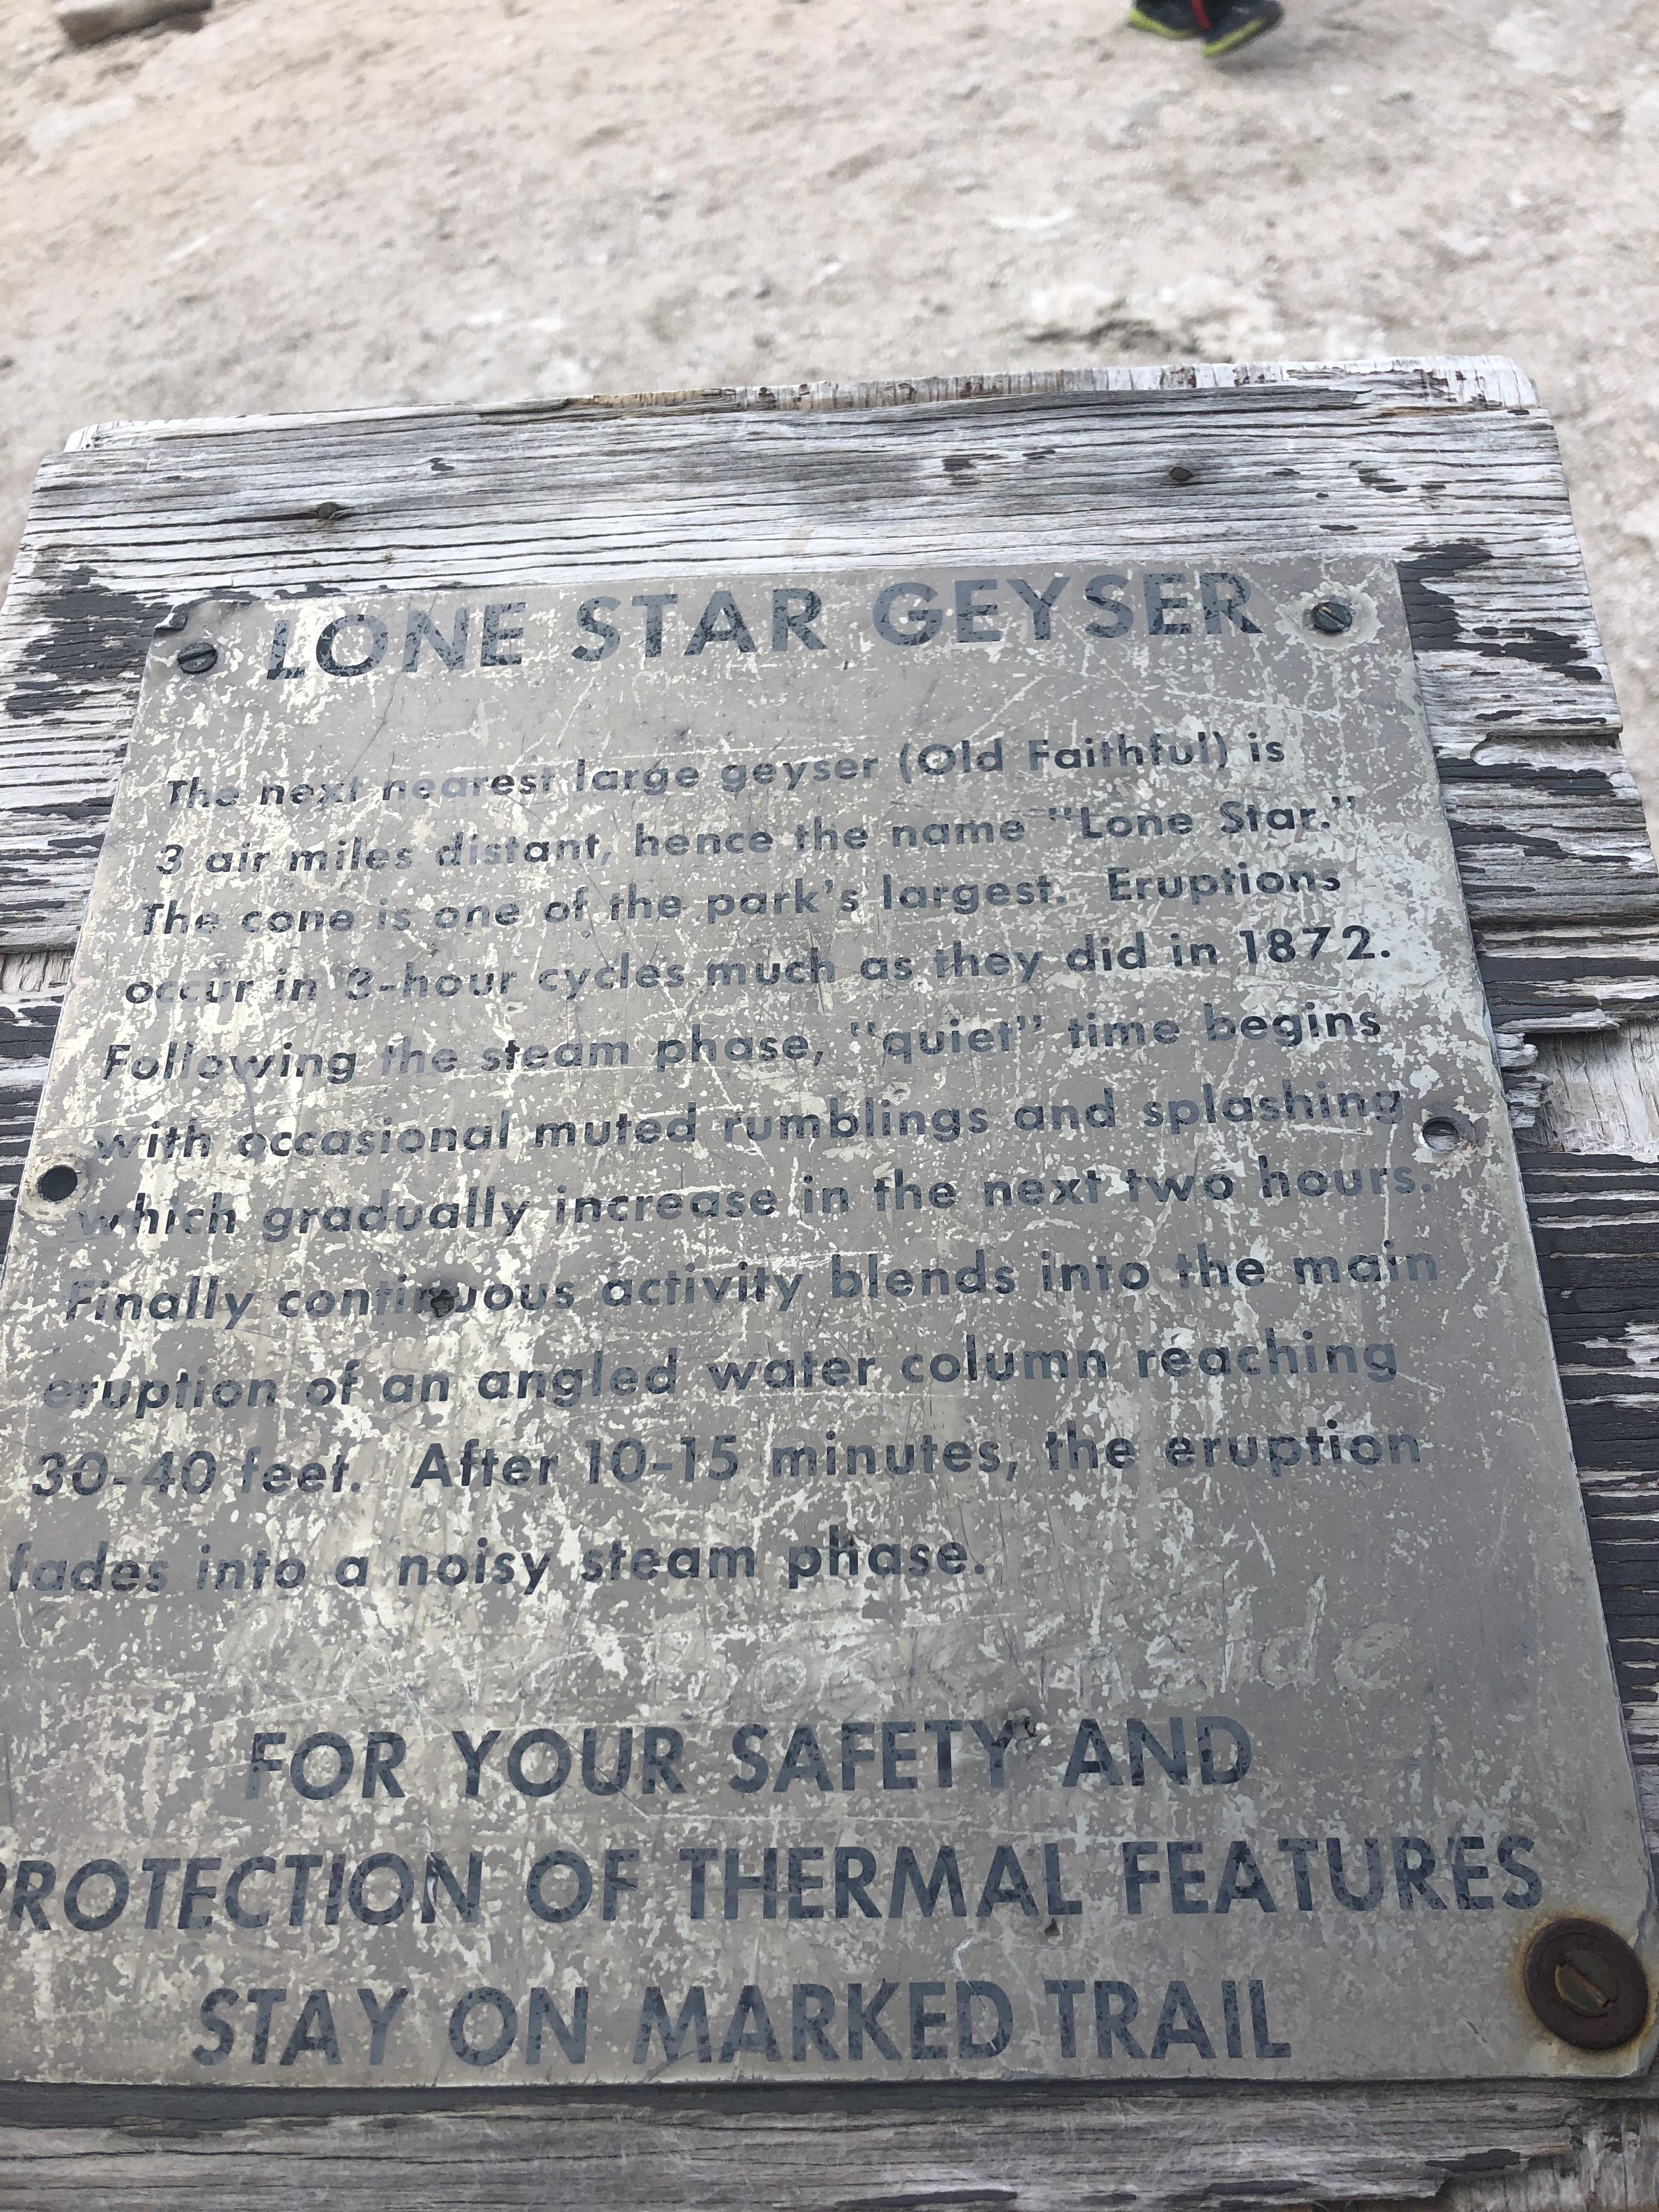 LONE STAR GEYSER
The next nearest large geyser (Old Faithful) is
3 air miles distant, hence the name "Lone Star."
The cone is one of the park's largest. Eruptions
occur in 3-hour cycles much as they did in 1872.
Following the steam phase, "quiet" time begins
with occasional muted rumblings and splashing
which gradually increase in the next two hours.
Finally continuous activity blends into the main
eruption of an angled water column reaching
30-40 feet. After 10-15 minutes, the eruption
fades into a noisy steam phase.
FOR YOUR SAFETY AND
PROTECTION OF THERMAL FEATURES
STAY ON MARKED TRAIL